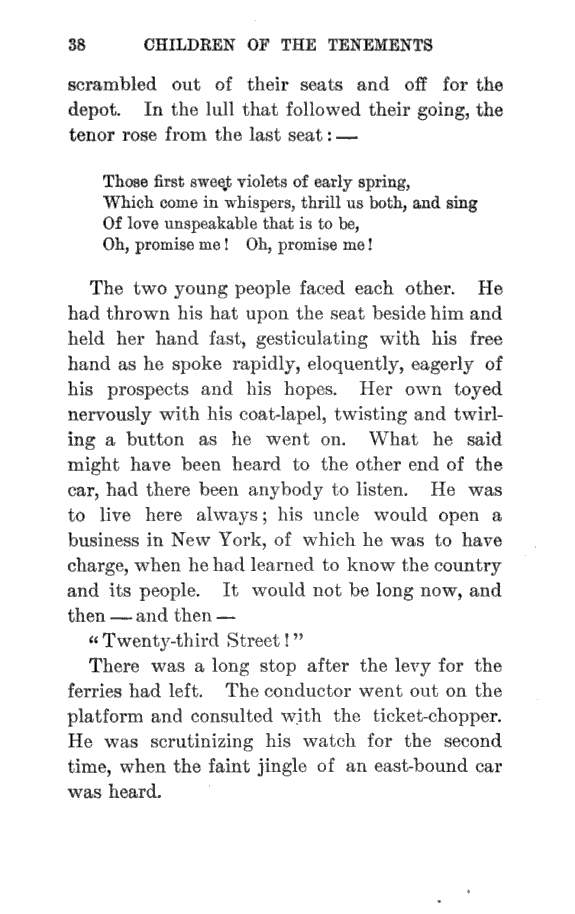 38 CHILDREN OF THE TENEMENTS
scrambled out of their seats and off for the
depot. In the lull that followed their going, the
tenor rose from the last seat : —
Those first sweet violets of early spring,
Which come in whispers, thrill us both, and sing
Of love unspeakable that is to be,
Oh, promise me! Oh, promise me!
The two young people faced each other. He
had thrown his hat upon the seat beside him and
held her hand fast, gesticulating with his free
hand as he spoke rapidly, eloquently, eagerly of
his prospects and his hopes. Her own toyed
nervously with his coat-lapel, twisting and twirl-
ing a button as he went on. What he said
might have been heard to the other end of the
car, had there been anybody to listen. He was
to live here always; his uncle would open a
business in New York, of which he was to have
charge, when he had learned to know the country
and its people. It would not be long now, and
then — and then —
“Twenty-third Street!”
There was a long stop after the levy for the
ferries had left. The conductor went out on the
platform and consulted with the ticket-chopper.
He was scrutinizing his watch for the second
time, when the faint jingle of an east-bound car
was heard.